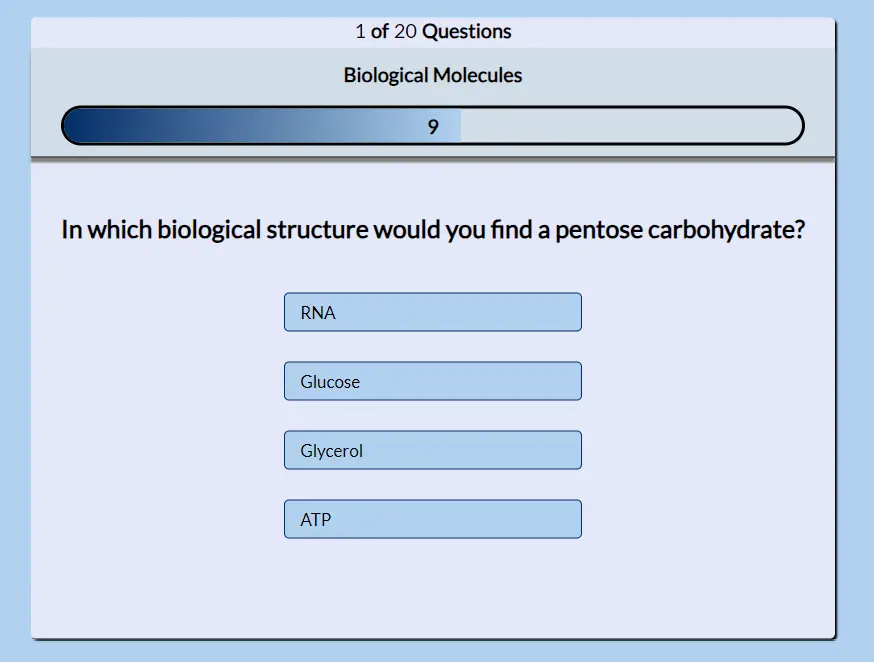 1 of 20 Questions
Biological Molecules
9
In which biological structure would you find a pentose carbohydrate?
RNA
Glucose
Glycerol
ATP